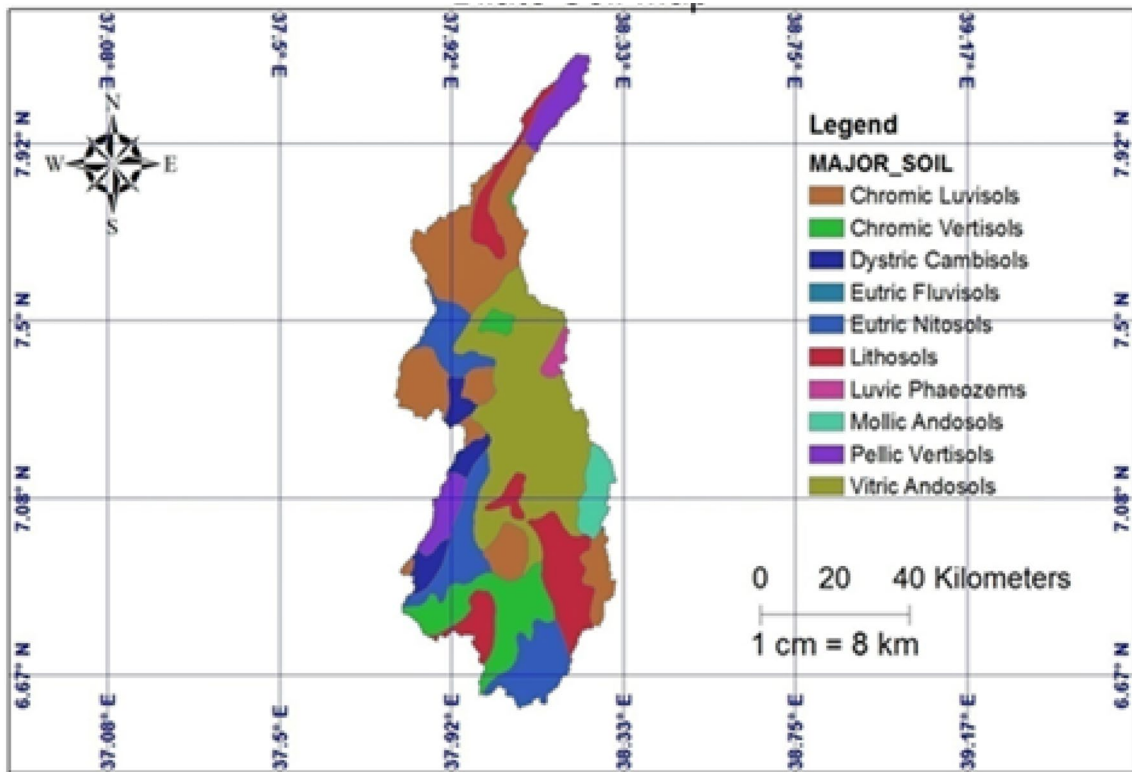 37.08° E 37.5° E 37.92° E 38.33° E 38.75° E 39.17° E
N
W E
S
7.92° N 7.92° N
7.5° N 7.5° N
7.08° N 7.08° N
6.67° N 6.67° N
Legend
MAJOR_SOIL
Chromic Luvisols
Chromic Vertisols
Dystric Cambisols
Eutric Fluvisols
Eutric Nitosols
Lithosols
Luvic Phaeozems
Mollic Andosols
Pellic Vertisols
Vitric Andosols
0 20 40 Kilometers
1 cm = 8 km
37.08° E 37.5° E 37.92° E 38.33° E 38.75° E 39.17° E